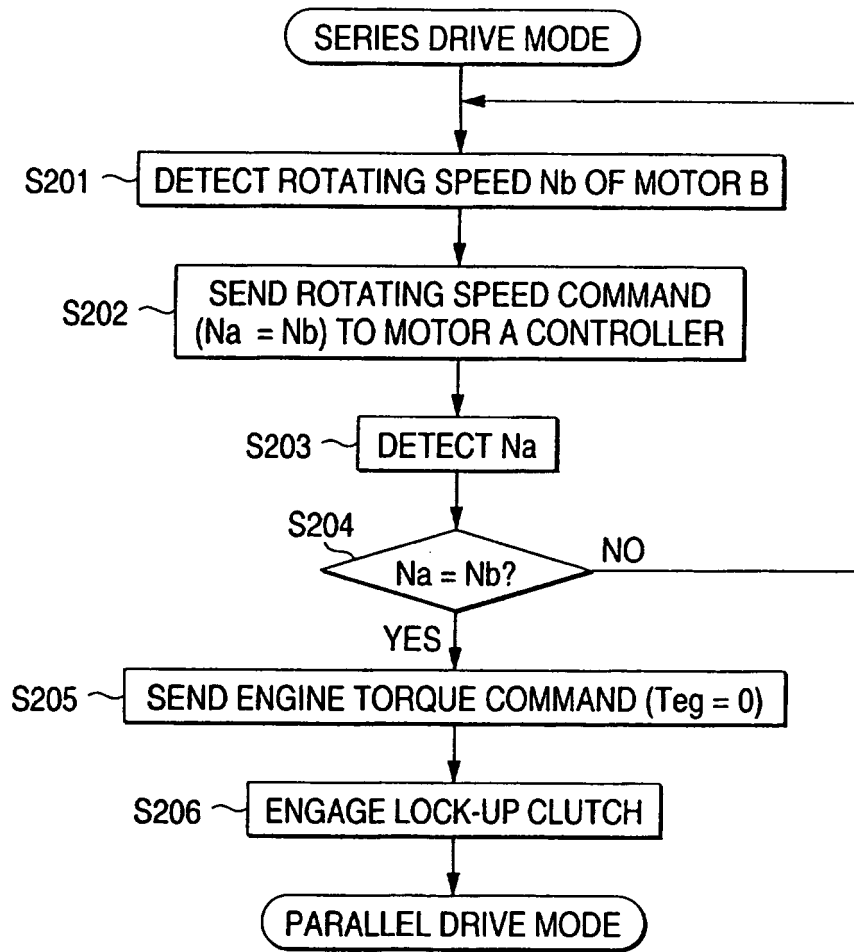 SERIES DRIVE MODE
S201
DETECT ROTATING SPEED Nb OF MOTOR B
S202
SEND ROTATING SPEED COMMAND
(Na = Nb) TO MOTOR A CONTROLLER
S203
DETECT Na
S204
Na = Nb?
NO
YES
S205
SEND ENGINE TORQUE COMMAND (Teg = 0)
S206
ENGAGE LOCK-UP CLUTCH
PARALLEL DRIVE MODE